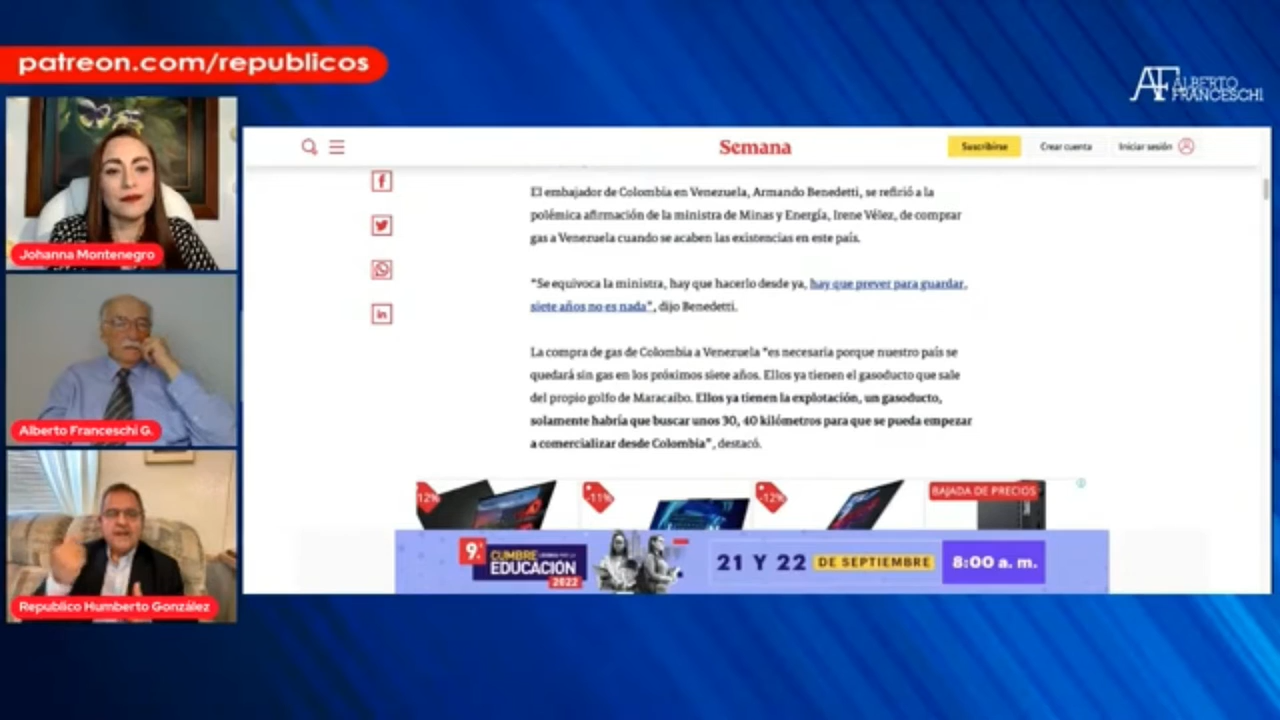 patreon.com/republicos
AF ALBERTO
FRANCESCHI
Johanna Montenegro
Alberto Franceschi G.
Republico Humberto González
Semana
Suscribirse
Crear cuenta
Iniciar sesión
El embajador de Colombia en Venezuela, Armando Benedetti, se refirió a la
polémica afirmación de la ministra de Minas y Energía, Irene Vélez, de comprar
gas a Venezuela cuando se acaben las existencias en este país.
"Se equivoca la ministra, hay que hacerlo desde ya, hay que prever para guardar,
siete años no es nada", dijo Benedetti.
La compra de gas de Colombia a Venezuela "es necesaria porque nuestro país se
quedará sin gas en los próximos siete años. Ellos ya tienen el gasoducto que sale
del propio golfo de Maracaibo. Ellos ya tienen la explotación, un gasoducto,
solamente habría que buscar unos 30, 40 kilómetros para que se pueda empezar
a comercializar desde Colombia", destacó.
12%
-11%
-12%
BAJADA DE PRECIOS
9.ª
CUMBRE
EDUCACIÓN
2022
21 Y 22 DE SEPTIEMBRE
8:00 a. m.